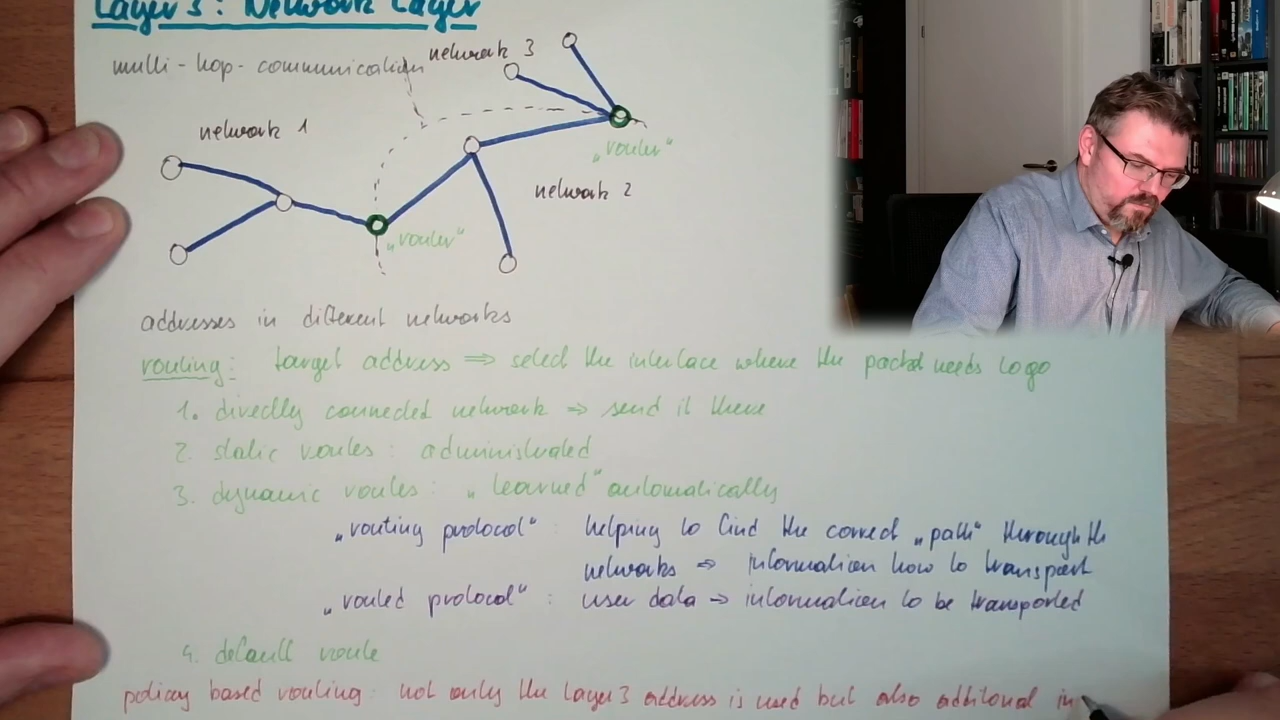 Layer 3: Network Layer
multi-hop-communication
network 3
network 1
"router"
network 2
"router"
addresses in different networks
routing: target address ⇒ select the interface where the packet needs to go
1. directly connected network ⇒ send it there
2. static routes: administrated
3. dynamic routes: "learned" automatically
"routing protocol": helping to find the correct "path" through the
networks ⇒ information how to transport
"routed protocol": user data → information to be transported
4. default route
policy based routing: not only the Layer 3 address is used but also additional in